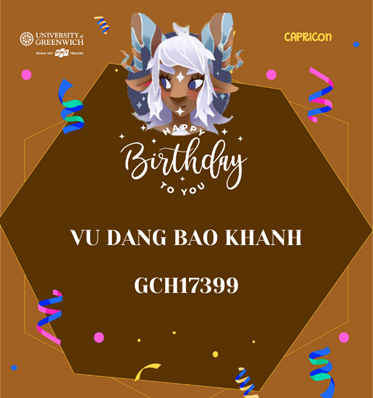 UNIVERSITY of
GREENWICH
CAPRICON
HAPPY
Birthday
TO YOU
VU DANG BAO KHANH
GCH17399